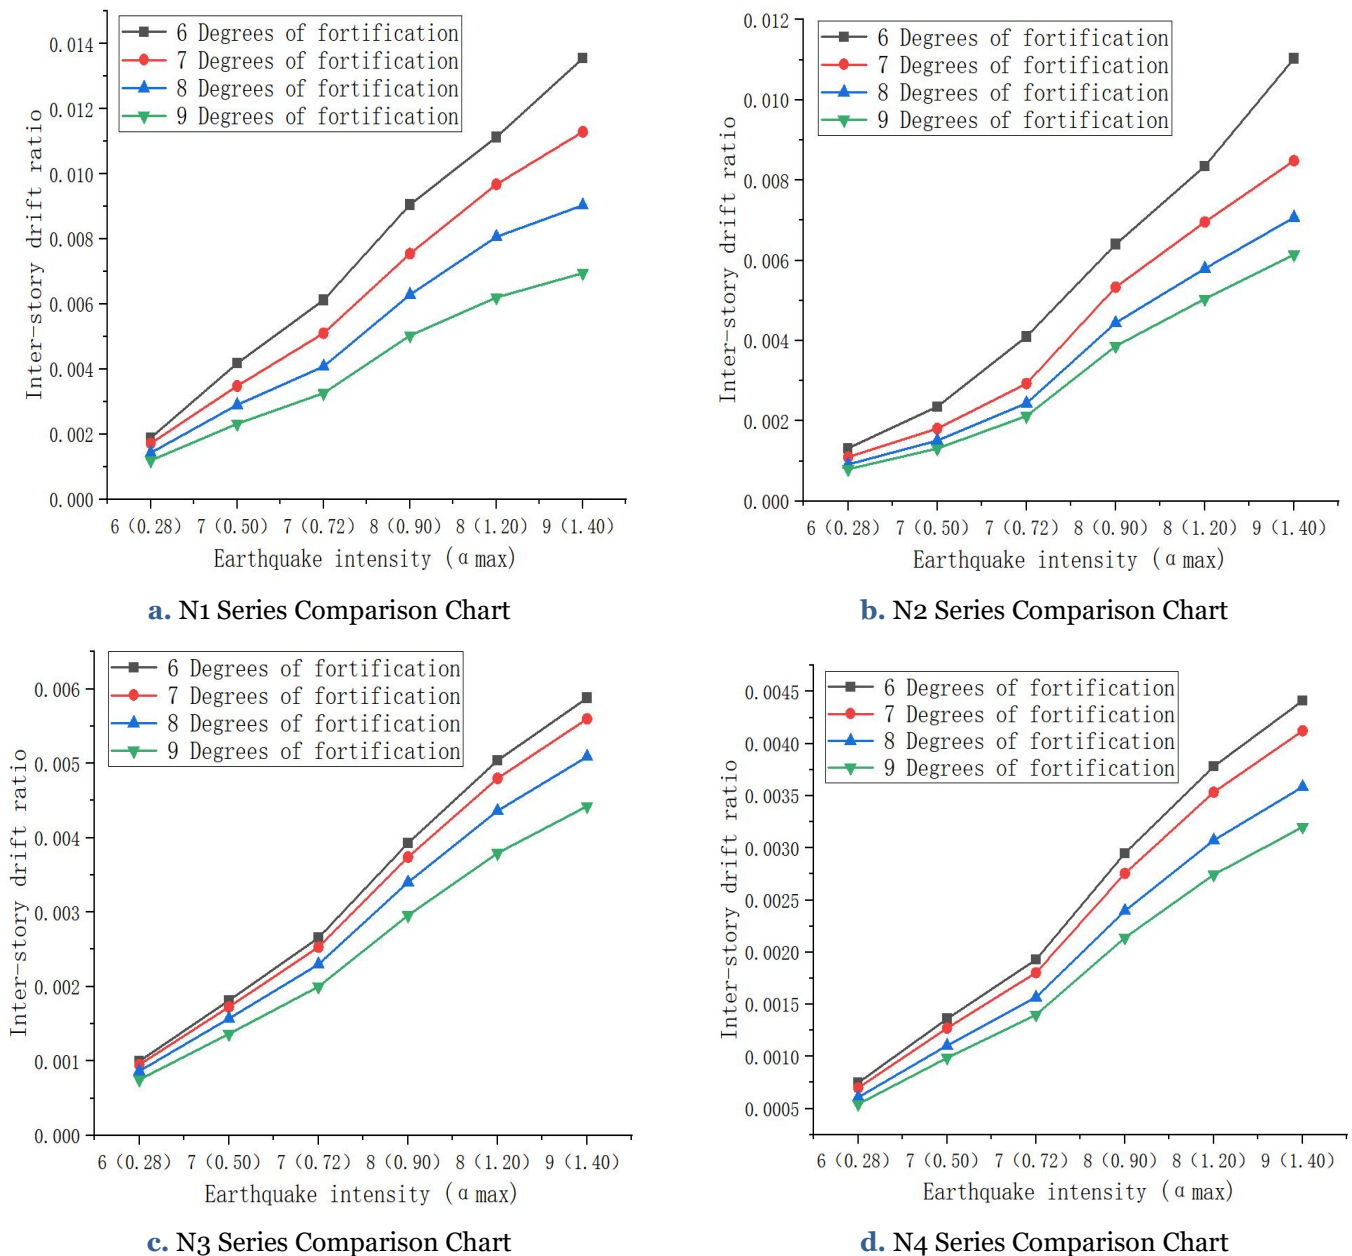 6 Degrees of fortification
7 Degrees of fortification
8 Degrees of fortification
9 Degrees of fortification
Inter-story drift ratio
0.014
0.012
0.010
0.008
0.006
0.004
0.002
0.000
6 (0.28) 7 (0.50) 7 (0.72) 8 (0.90) 8 (1.20) 9 (1.40)
Earthquake intensity (α max)
a. N1 Series Comparison Chart
6 Degrees of fortification
7 Degrees of fortification
8 Degrees of fortification
9 Degrees of fortification
Inter-story drift ratio
0.012
0.010
0.008
0.006
0.004
0.002
0.000
6 (0.28) 7 (0.50) 7 (0.72) 8 (0.90) 8 (1.20) 9 (1.40)
Earthquake intensity (α max)
b. N2 Series Comparison Chart
6 Degrees of fortification
7 Degrees of fortification
8 Degrees of fortification
9 Degrees of fortification
Inter-story drift ratio
0.006
0.005
0.004
0.003
0.002
0.001
0.000
6 (0.28) 7 (0.50) 7 (0.72) 8 (0.90) 8 (1.20) 9 (1.40)
Earthquake intensity (α max)
c. N3 Series Comparison Chart
6 Degrees of fortification
7 Degrees of fortification
8 Degrees of fortification
9 Degrees of fortification
Inter-story drift ratio
0.0045
0.0040
0.0035
0.0030
0.0025
0.0020
0.0015
0.0010
0.0005
6 (0.28) 7 (0.50) 7 (0.72) 8 (0.90) 8 (1.20) 9 (1.40)
Earthquake intensity (α max)
d. N4 Series Comparison Chart